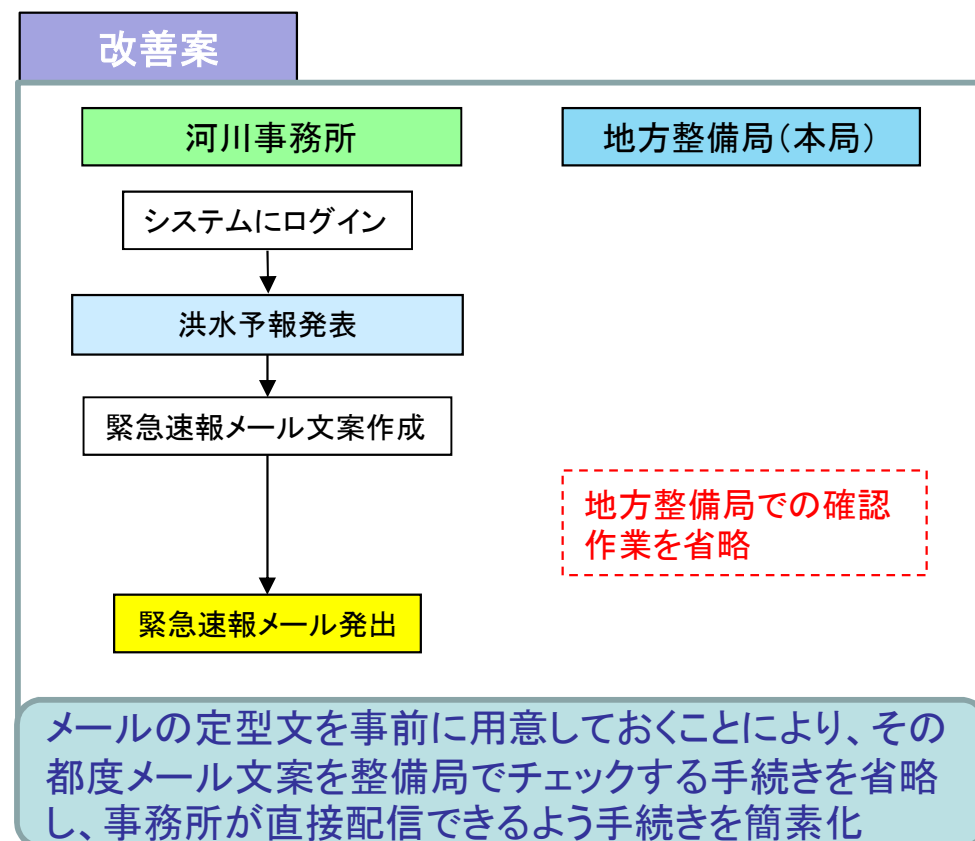 改善案
河川事務所
地方整備局(本局)
システムにログイン
洪水予報発表
緊急速報メール文案作成
地方整備局での確認
作業を省略
緊急速報メール発出
メールの定型文を事前に用意しておくことにより、その
都度メール文案を整備局でチェックする手続きを省略
し、事務所が直接配信できるよう手続きを簡素化